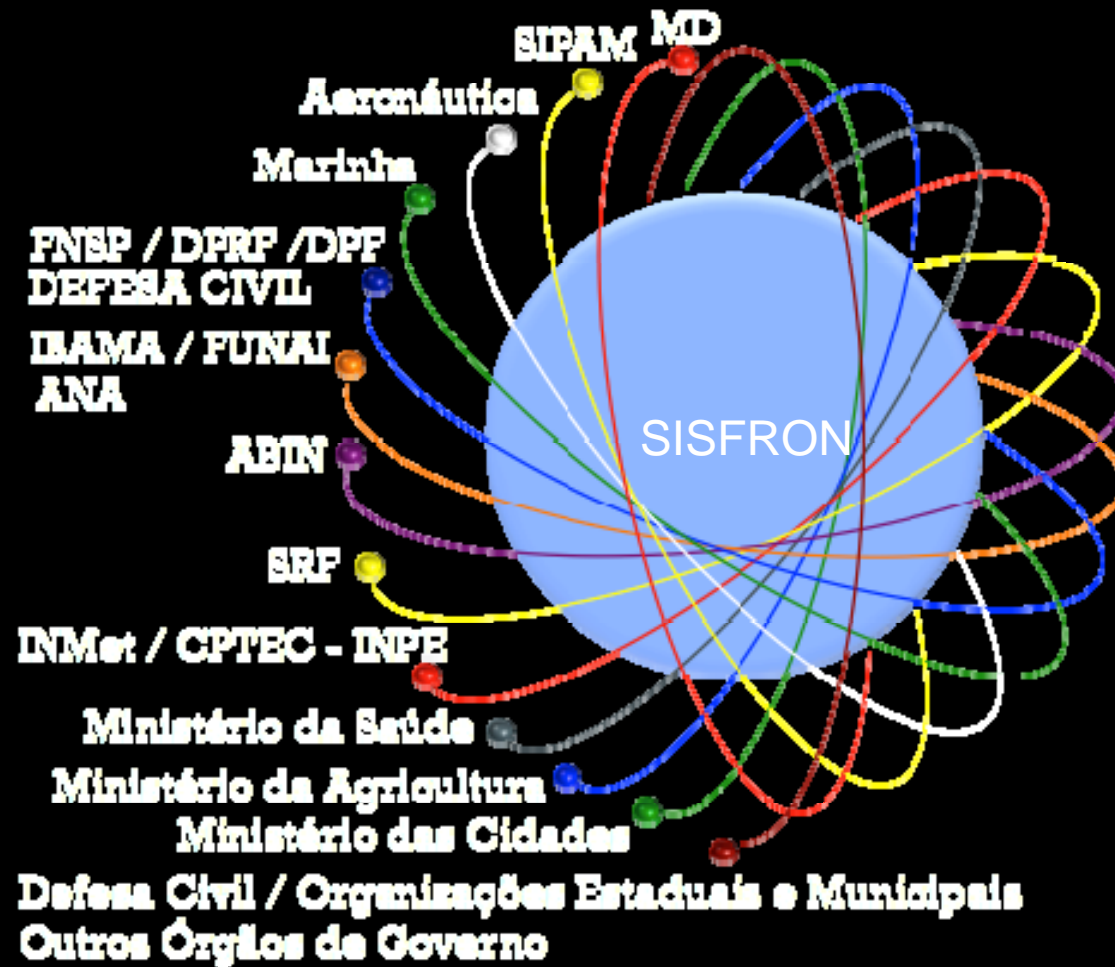 MD
SIPAM
Aeronáutica
Marinha
FNSP / DPRF /DPF
DEFESA CIVIL
IBAMA / FUNAI
ANA
ABIN
SISFRON
SRF
INMet / CPTEC - INPE
Ministério da Saúde
Ministério da Agricultura
Ministério das Cidades
Defesa Civil / Organizações Estaduais e Municipais
Outros Órgãos de Governo